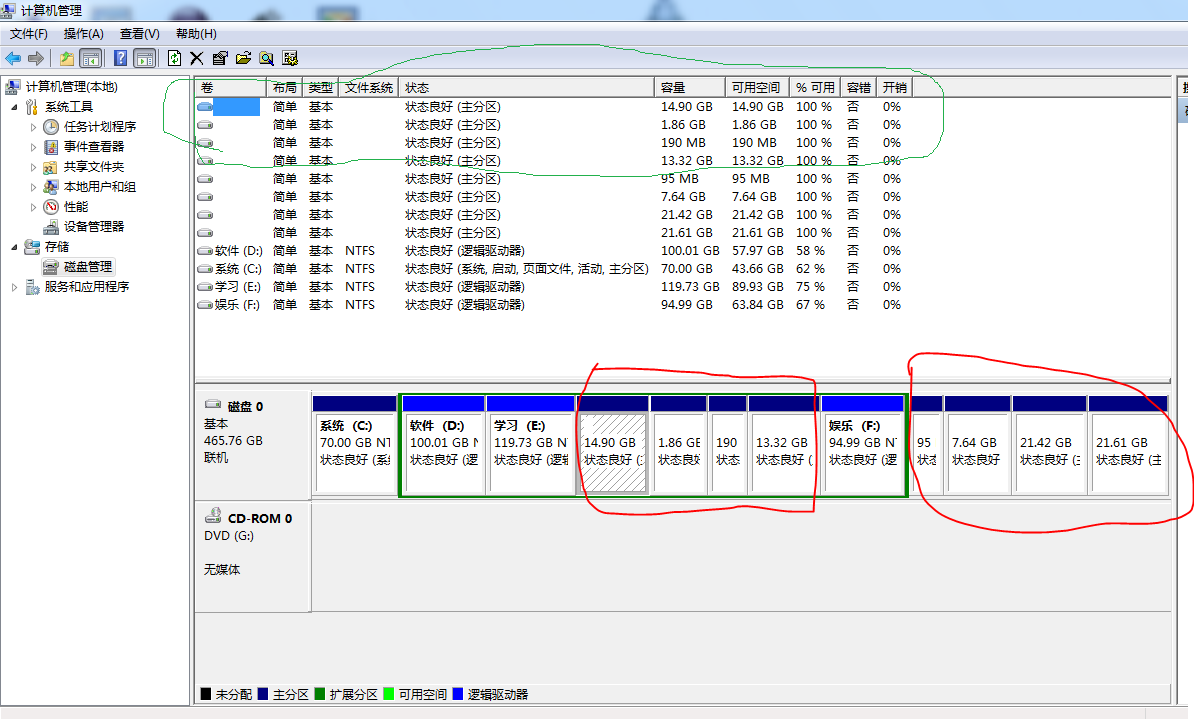 计算机管理
文件(F) 操作(A) 查看(V) 帮助(H)
计算机管理(本地)
系统工具
任务计划程序
事件查看器
共享文件夹
本地用户和组
性能
设备管理器
存储
磁盘管理
服务和应用程序
卷 布局 类型 文件系统 状态 容量 可用空间 % 可用 容错 开销
简单 基本 状态良好 (主分区) 14.90 GB 14.90 GB 100 % 否 0%
简单 基本 状态良好 (主分区) 1.86 GB 1.86 GB 100 % 否 0%
简单 基本 状态良好 (主分区) 190 MB 190 MB 100 % 否 0%
简单 基本 状态良好 (主分区) 13.32 GB 13.32 GB 100 % 否 0%
简单 基本 状态良好 (主分区) 95 MB 95 MB 100 % 否 0%
简单 基本 状态良好 (主分区) 7.64 GB 7.64 GB 100 % 否 0%
简单 基本 状态良好 (主分区) 21.42 GB 21.42 GB 100 % 否 0%
简单 基本 状态良好 (主分区) 21.61 GB 21.61 GB 100 % 否 0%
软件 (D:) 简单 基本 NTFS 状态良好 (逻辑驱动器) 100.01 GB 57.97 GB 58 % 否 0%
系统 (C:) 简单 基本 NTFS 状态良好 (系统, 启动, 页面文件, 活动, 主分区) 70.00 GB 43.66 GB 62 % 否 0%
学习 (E:) 简单 基本 NTFS 状态良好 (逻辑驱动器) 119.73 GB 89.93 GB 75 % 否 0%
娱乐 (F:) 简单 基本 NTFS 状态良好 (逻辑驱动器) 94.99 GB 63.84 GB 67 % 否 0%
磁盘 0
基本
465.76 GB
联机
系统 (C:) 软件 (D:) 学习 (E:) 娱乐 (F:)
70.00 GB NT 100.01 GB N 119.73 GB NT 14.90 GB 1.86 GB 190 13.32 GB 94.99 GB NT 95 7.64 GB 21.42 GB 21.61 GB
状态良好 (系 状态良好 (逻 状态良好 (逻 状态良好 (主 状态良好 状态 状态良好 ( 状态良好 (逻 状态 状态良好 状态良好 (主 状态良好 (主
CD-ROM 0
DVD (G:)
无媒体
未分配 主分区 扩展分区 可用空间 逻辑驱动器